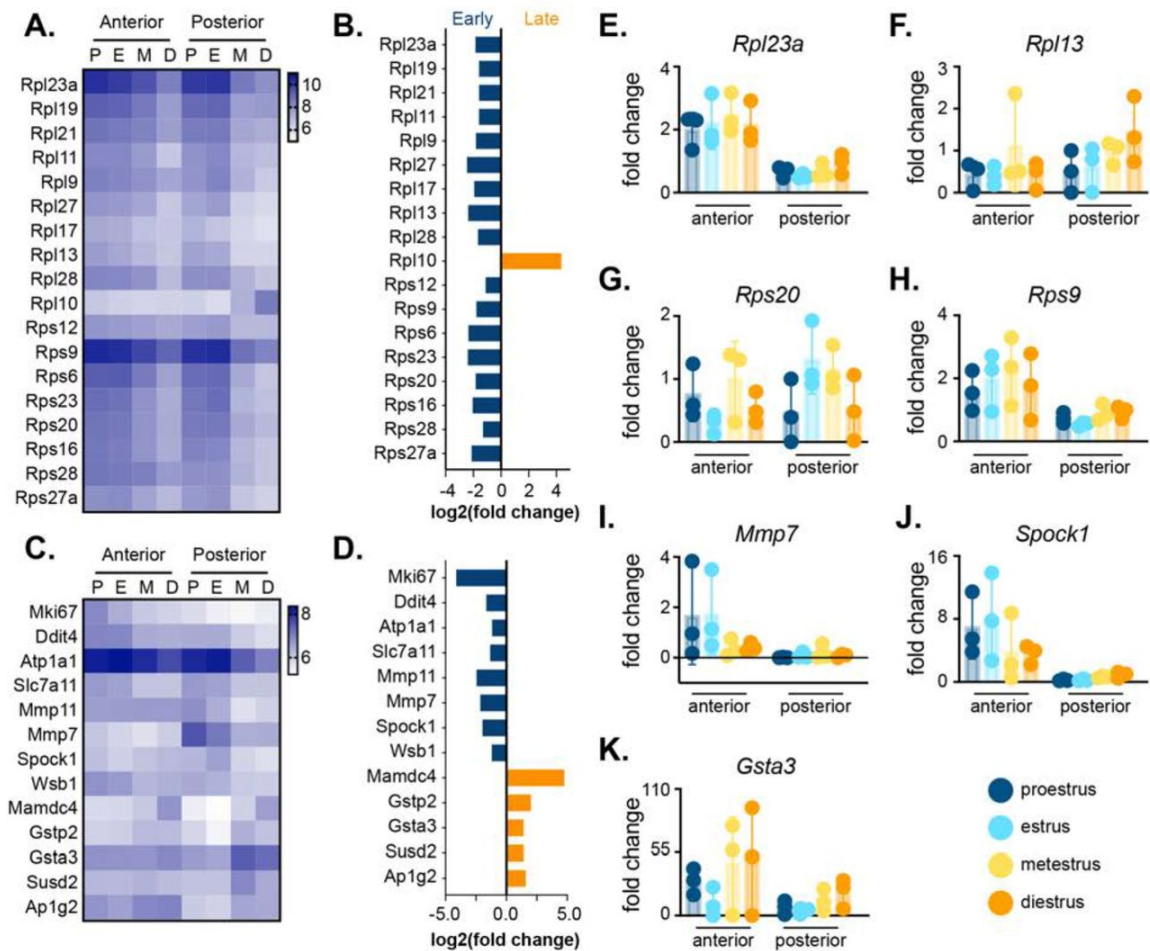 A.
Anterior Posterior
P E M D P E M D
Rpl23a
Rpl19
Rpl21
Rpl11
Rpl9
Rpl27
Rpl17
Rpl13
Rpl28
Rpl10
Rps12
Rps9
Rps6
Rps23
Rps20
Rps16
Rps28
Rps27a
10
8
6
B.
Early Late
Rpl23a
Rpl19
Rpl21
Rpl11
Rpl9
Rpl27
Rpl17
Rpl13
Rpl28
Rpl10
Rps12
Rps9
Rps6
Rps23
Rps20
Rps16
Rps28
Rps27a
-4 -2 0 2 4
log2(fold change)
C.
Anterior Posterior
P E M D P E M D
Mki67
Ddit4
Atp1a1
Slc7a11
Mmp11
Mmp7
Spock1
Wsb1
Mamdc4
Gstp2
Gsta3
Susd2
Ap1g2
8
6
D.
Mki67
Ddit4
Atp1a1
Slc7a11
Mmp11
Mmp7
Spock1
Wsb1
Mamdc4
Gstp2
Gsta3
Susd2
Ap1g2
-5.0 0.0 5.0
log2(fold change)
E.
Rpl23a
fold change
4
2
0
anterior posterior
F.
Rpl13
fold change
3
2
1
0
anterior posterior
G.
Rps20
fold change
2
1
0
anterior posterior
H.
Rps9
fold change
4
2
0
anterior posterior
I.
Mmp7
fold change
4
2
0
anterior posterior
J.
Spock1
fold change
16
8
0
anterior posterior
K.
Gsta3
fold change
110
55
0
anterior posterior
proestrus
estrus
metestrus
diestrus